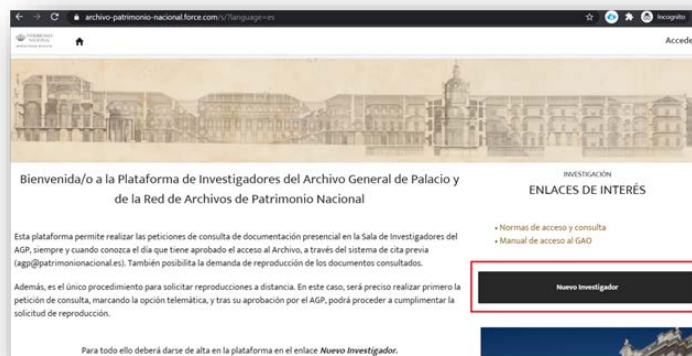 archivo-patrimonio-nacional.force.com/s/?language=es
Incognito
PATRIMONIO
NACIONAL
Accede
Bienvenida/o a la Plataforma de Investigadores del Archivo General de Palacio y
de la Red de Archivos de Patrimonio Nacional
Esta plataforma permite realizar las peticiones de consulta de documentación presencial en la Sala de Investigadores del
AGP, siempre y cuando conozca el día que tiene aprobado el acceso al Archivo, a través del sistema de cita previa
(agp@patrimonionacional.es). También posibilita la demanda de reproducción de los documentos consultados.
Además, es el único procedimiento para solicitar reproducciones a distancia. En este caso, será preciso realizar primero la
petición de consulta, marcando la opción telemática, y tras su aprobación por el AGP, podrá proceder a cumplimentar la
solicitud de reproducción.
Para todo ello deberá darse de alta en la plataforma en el enlace Nuevo Investigador.
INVESTIGACIÓN
ENLACES DE INTERÉS
• Normas de acceso y consulta
• Manual de acceso al GAO
Nuevo Investigador